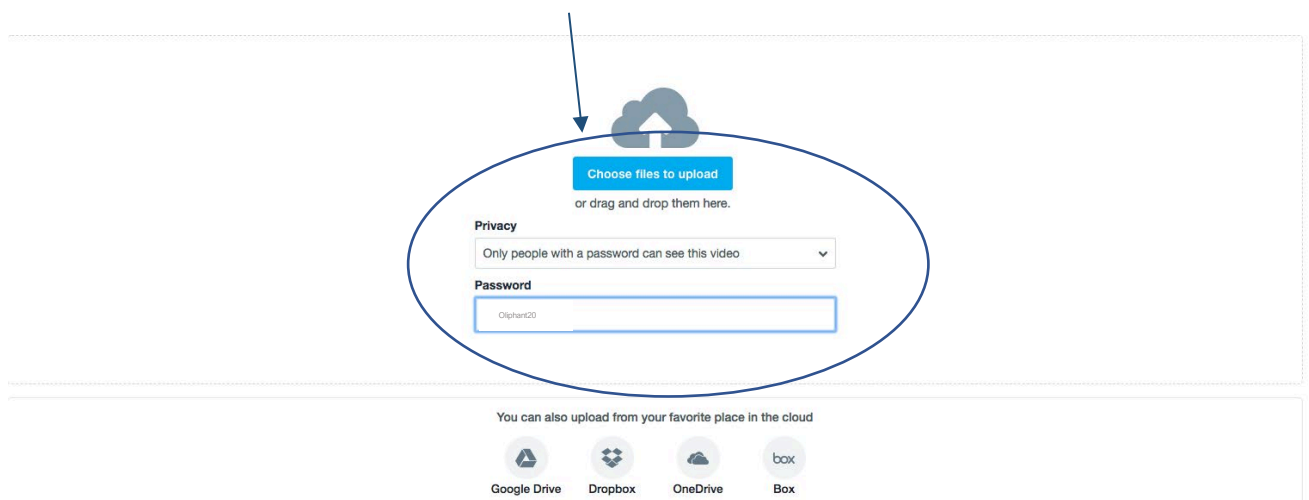 Choose files to upload
or drag and drop them here.
Privacy
Only people with a password can see this video
Password
Oliphant20
You can also upload from your favorite place in the cloud
box
Google Drive Dropbox OneDrive Box